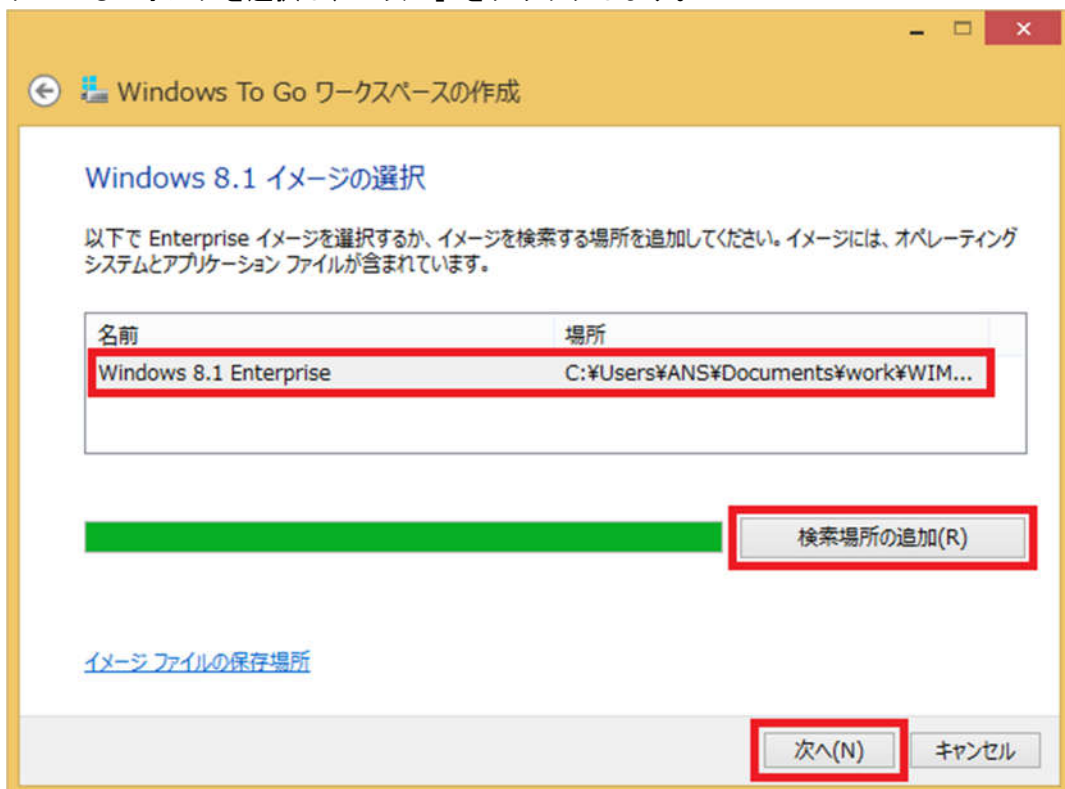 Windows To Go ワークスペースの作成
Windows 8.1 イメージの選択
以下で Enterprise イメージを選択するか、イメージを検索する場所を追加してください。イメージには、オペレーティング
システムとアプリケーション ファイルが含まれています。
名前 場所
Windows 8.1 Enterprise C:¥Users¥ANS¥Documents¥work¥WIM...
検索場所の追加(R)
イメージ ファイルの保存場所
次へ(N) キャンセル